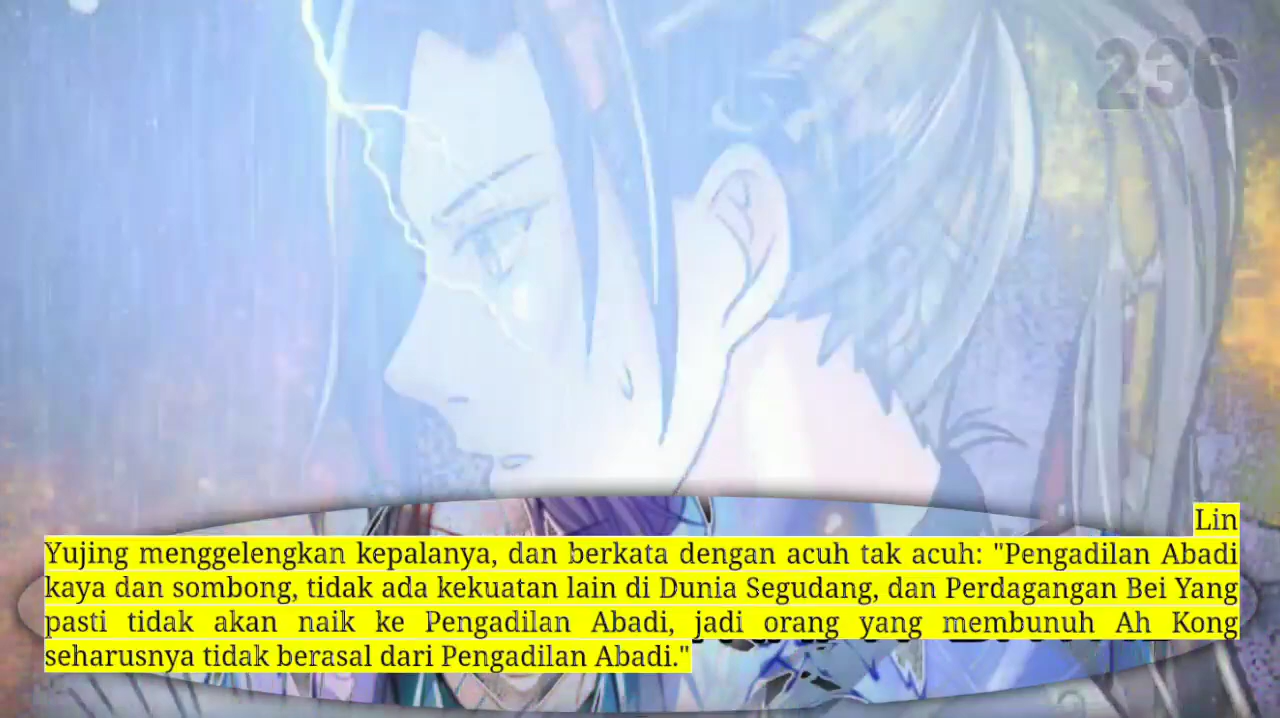 236
Lin
Yujing menggelengkan kepalanya, dan berkata dengan acuh tak acuh: "Pengadilan Abadi
kaya dan sombong, tidak ada kekuatan lain di Dunia Segudang, dan Perdagangan Bei Yang
pasti tidak akan naik ke Pengadilan Abadi, jadi orang yang membunuh Ah Kong
seharusnya tidak berasal dari Pengadilan Abadi."